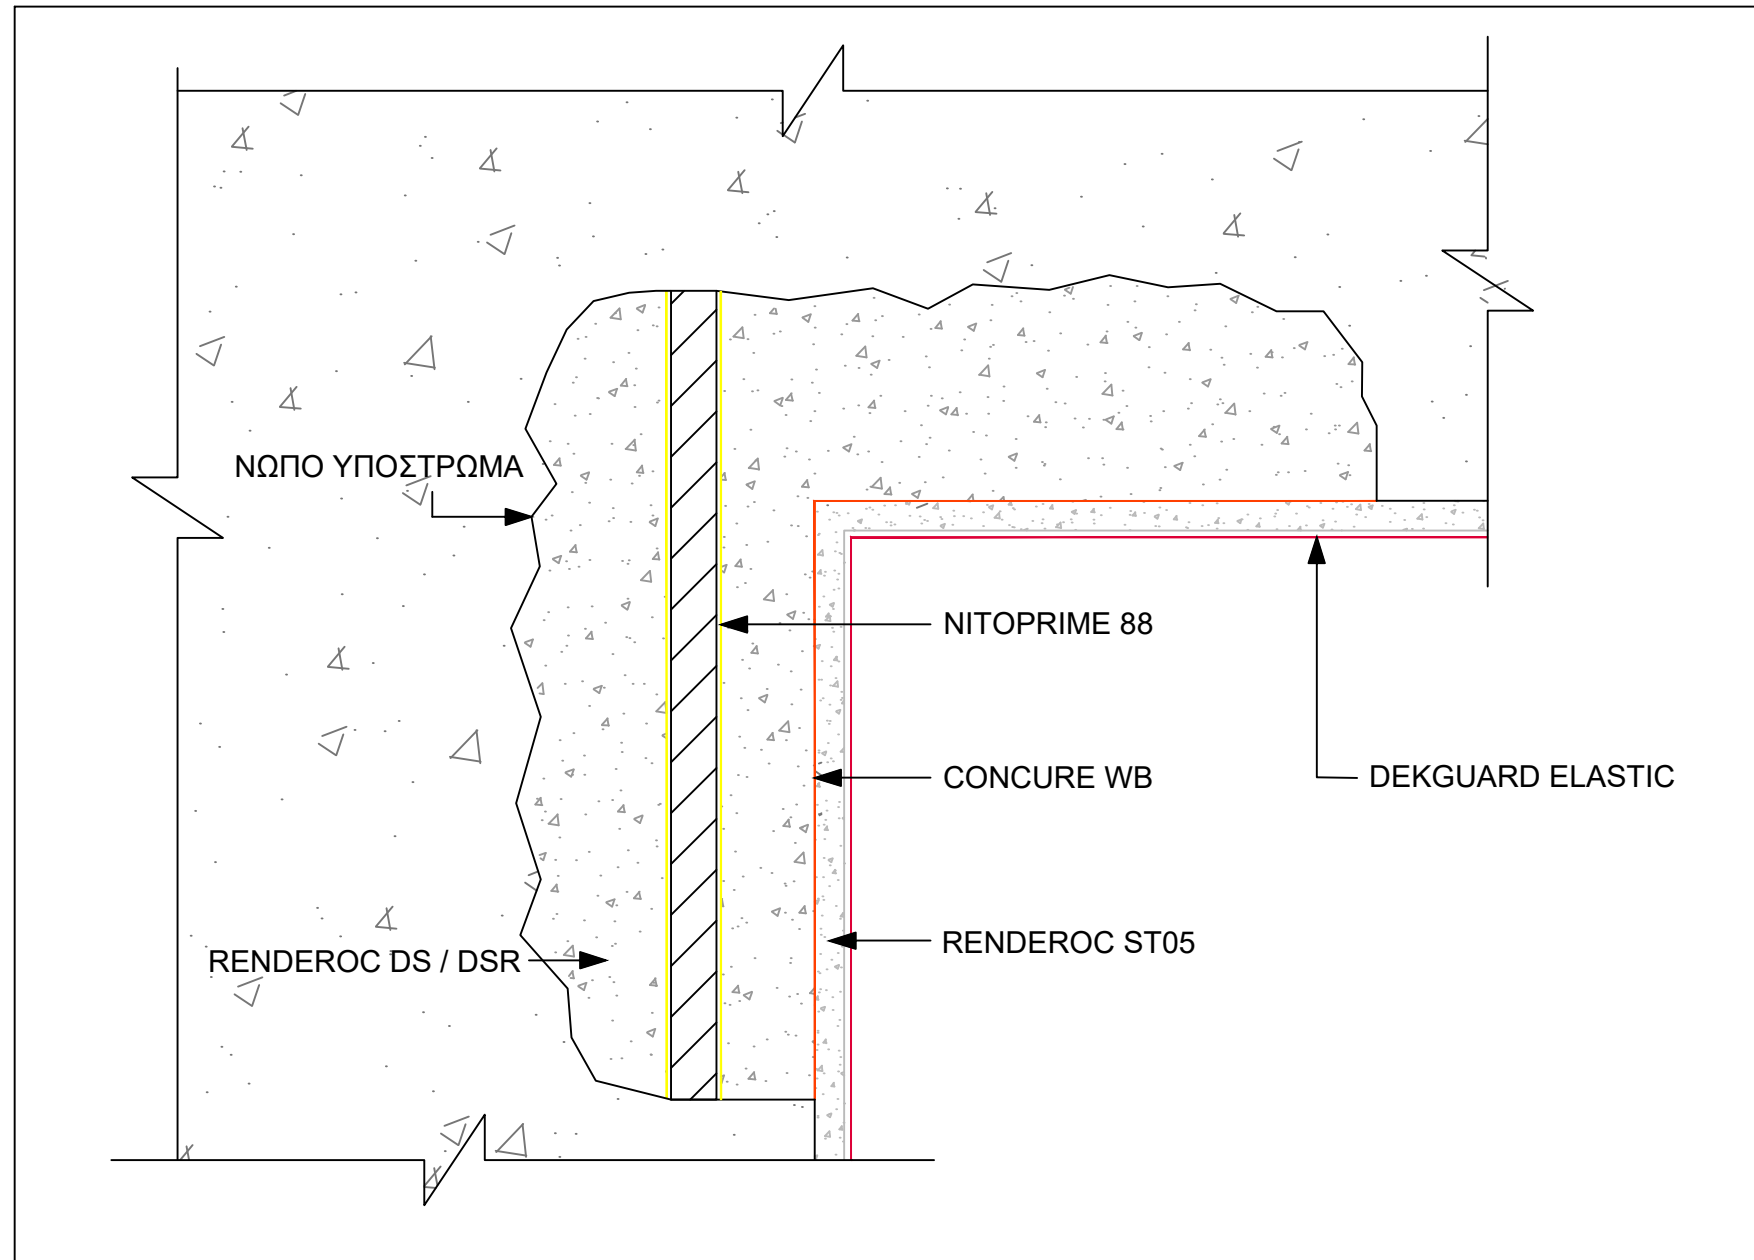 ΝΩΠΟ ΥΠΟΣΤΡΩΜΑ
NITOPRIME 88
CONCURE WB
DEKGUARD ELASTIC
RENDEROC ST05
RENDEROC DS / DSR